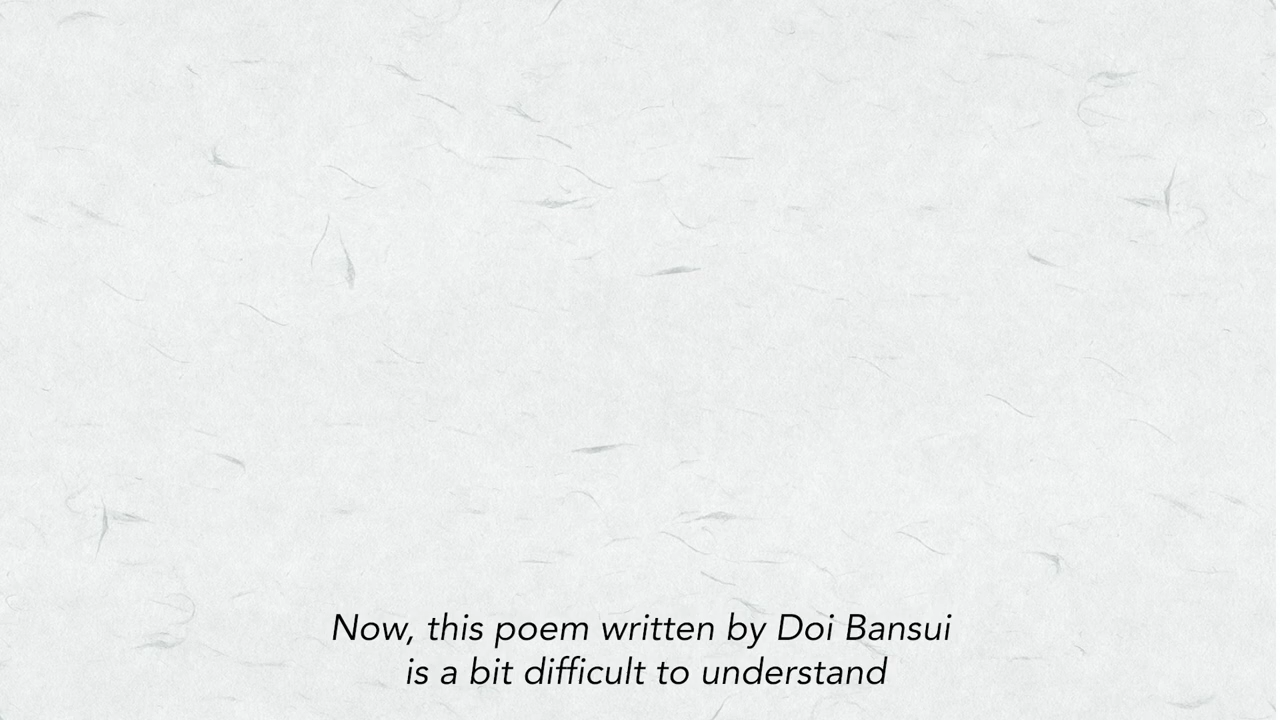 Now, this poem written by Doi Bansui
is a bit difficult to understand